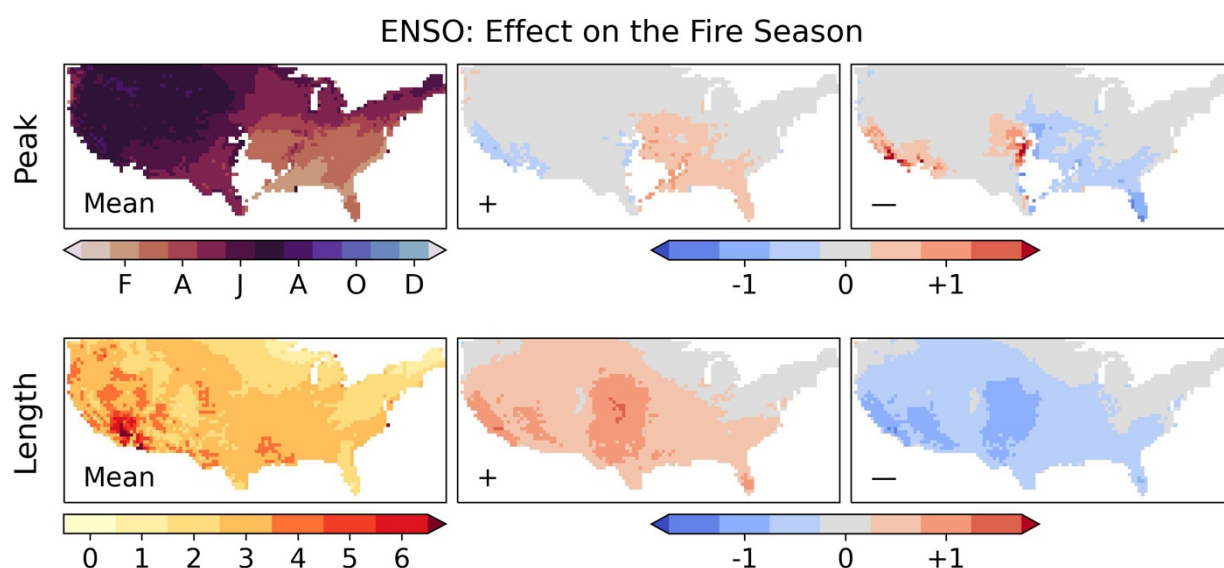 ENSO: Effect on the Fire Season
Peak
Mean
+
—
F A J A O D
-1 0 +1
Length
Mean
+
—
0 1 2 3 4 5 6
-1 0 +1